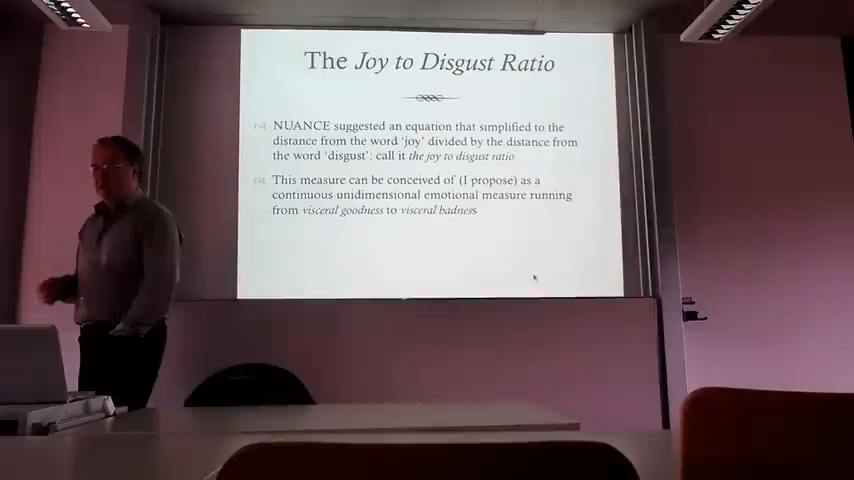 The Joy to Disgust Ratio
NUANCE suggested an equation that simplified to the
distance from the word 'joy' divided by the distance from
the word 'disgust': call it the joy to disgust ratio
This measure can be conceived of (I propose) as a
continuous unidimensional emotional measure running
from visceral goodness to visceral badness